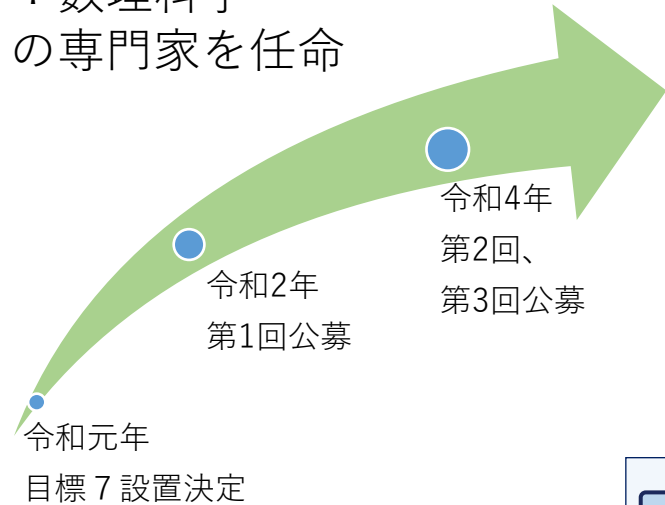 の専門家を任命
令和4年
第2回、
第3回公募
令和2年
第1回公募
令和元年
目標７設置決定